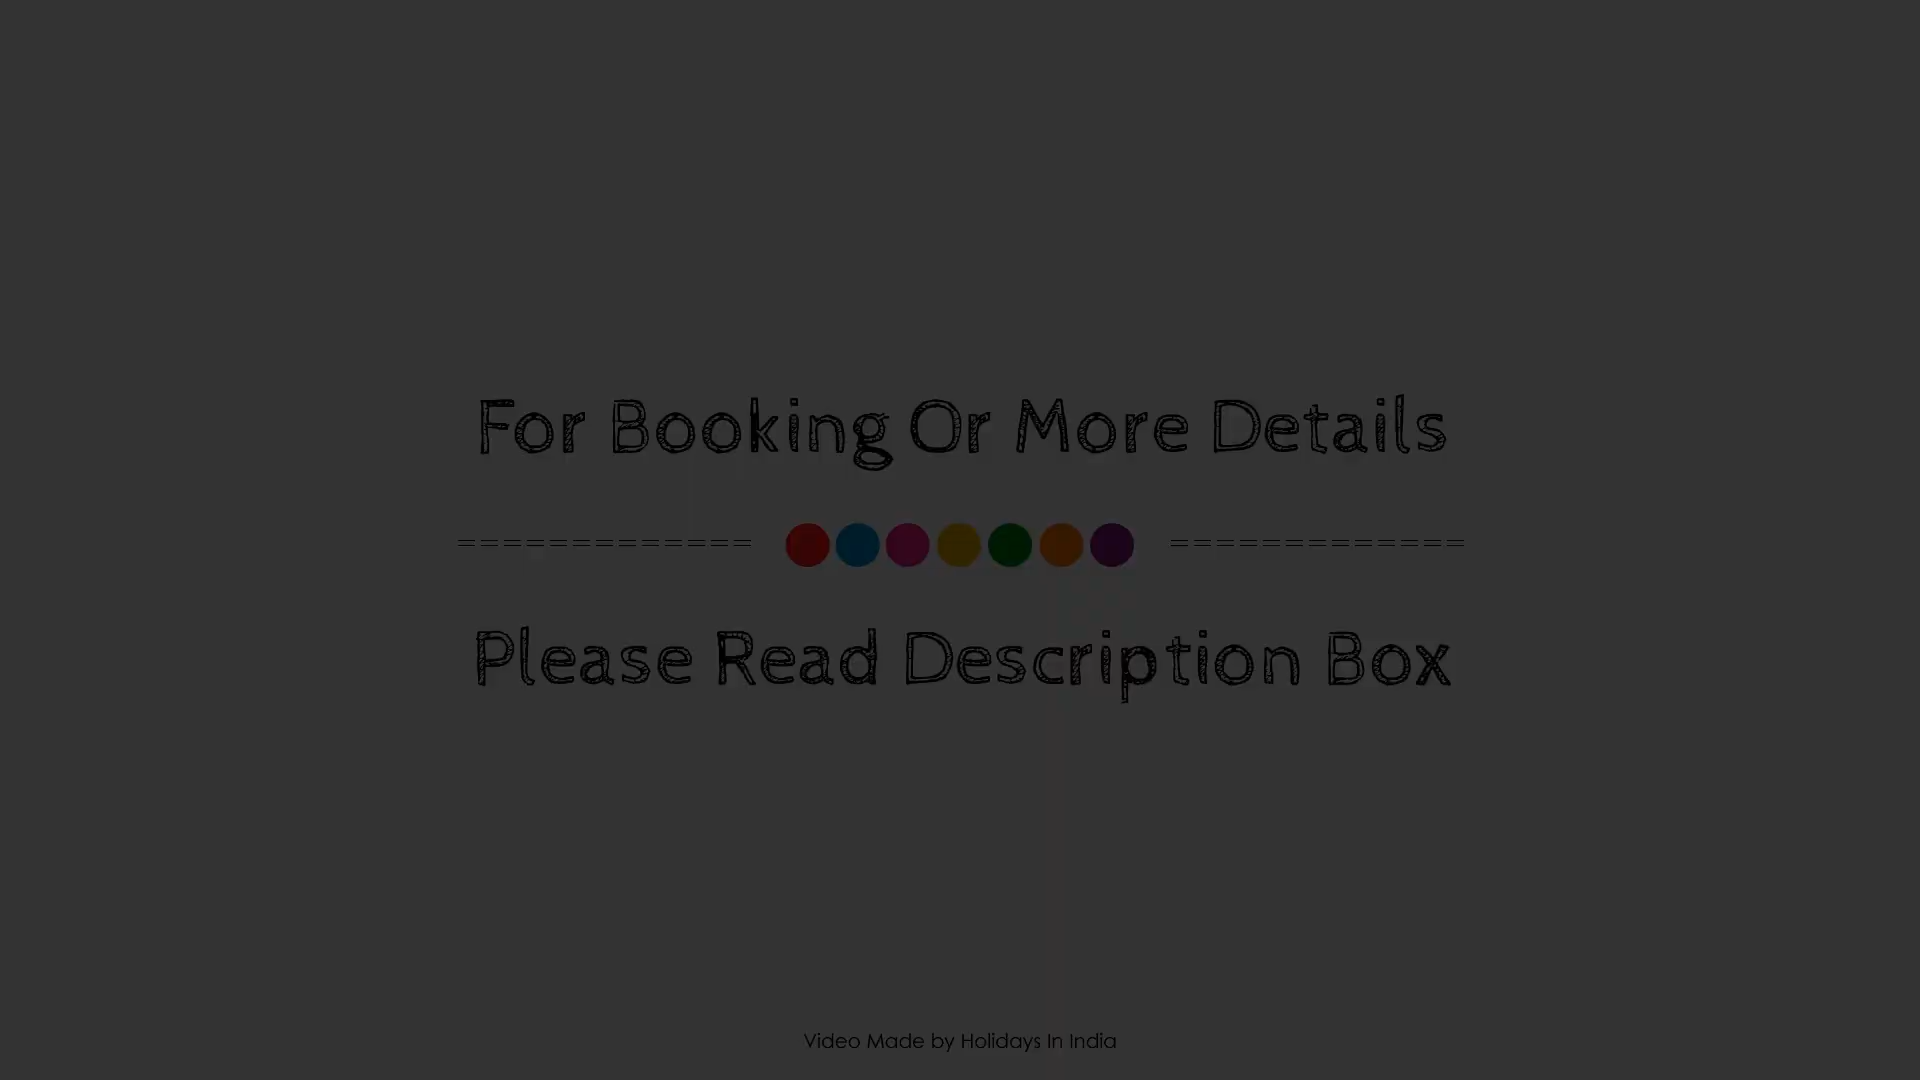 For Booking Or More Details
============= =============
Please Read Description Box
Video Made by Holidays In India